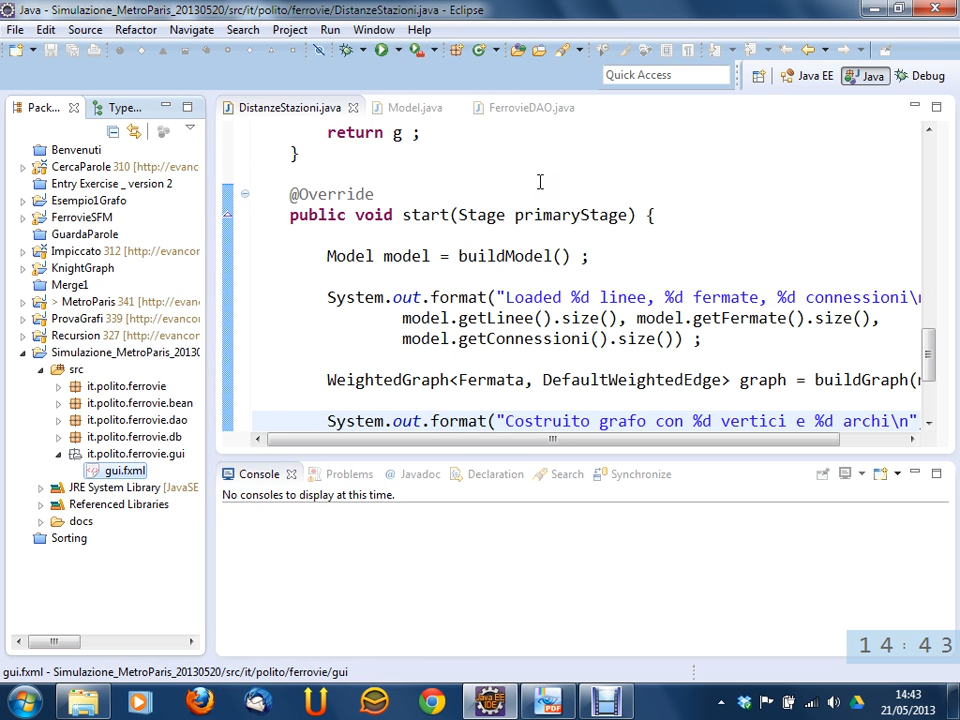 Java - Simulazione_MetroParis_20130520/src/it/polito/ferrovie/DistanzeStazioni.java - Eclipse
File Edit Source Refactor Navigate Search Project Run Window Help
Quick Access
Java EE
Java
Debug
Pack...
Type...
DistanzeStazioni.java
Model.java
FerrovieDAO.java
Benvenuti
CercaParole 310 [http://evancor
Entry Exercise _ version 2
Esempio1Grafo
FerrovieSFM
GuardaParole
Impiccato 312 [http://evancon
KnightGraph
Merge1
> MetroParis 341 [http://evanco
ProvaGrafi 339 [http://evancor
Recursion 327 [http://evancor
Simulazione_MetroParis_20130
src
it.polito.ferrovie
it.polito.ferrovie.bean
it.polito.ferrovie.dao
it.polito.ferrovie.db
it.polito.ferrovie.gui
gui.fxml
JRE System Library [JavaSE
Referenced Libraries
docs
Sorting
return g ;
}
@Override
public void start(Stage primaryStage) {
Model model = buildModel() ;
System.out.format("Loaded %d linee, %d fermate, %d connessioni\n
model.getLinee().size(), model.getFermate().size(),
model.getConnessioni().size()) ;
WeightedGraph<Fermata, DefaultWeightedEdge> graph = buildGraph(
System.out.format("Costruito grafo con %d vertici e %d archi\n"
Console
Problems
@ Javadoc
Declaration
Search
Synchronize
No consoles to display at this time.
14:43
gui.fxml - Simulazione_MetroParis_20130520/src/it/polito/ferrovie/gui
Java EE
IDE
PDF
14:43
21/05/2013